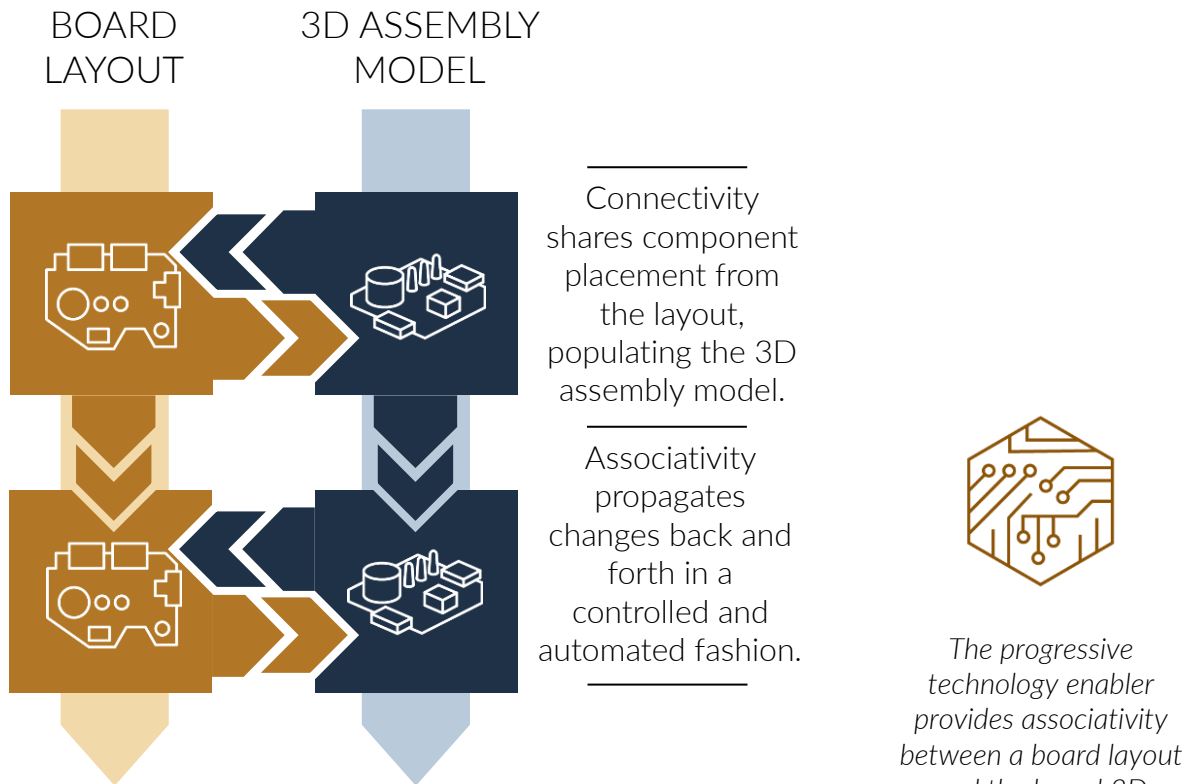 BOARD
LAYOUT
3D ASSEMBLY
MODEL
Connectivity
shares component
placement from
the layout,
populating the 3D
assembly model.
Associativity
propagates
changes back and
forth in a
controlled and
automated fashion.
The progressive
technology enabler
provides associativity
between a board layout